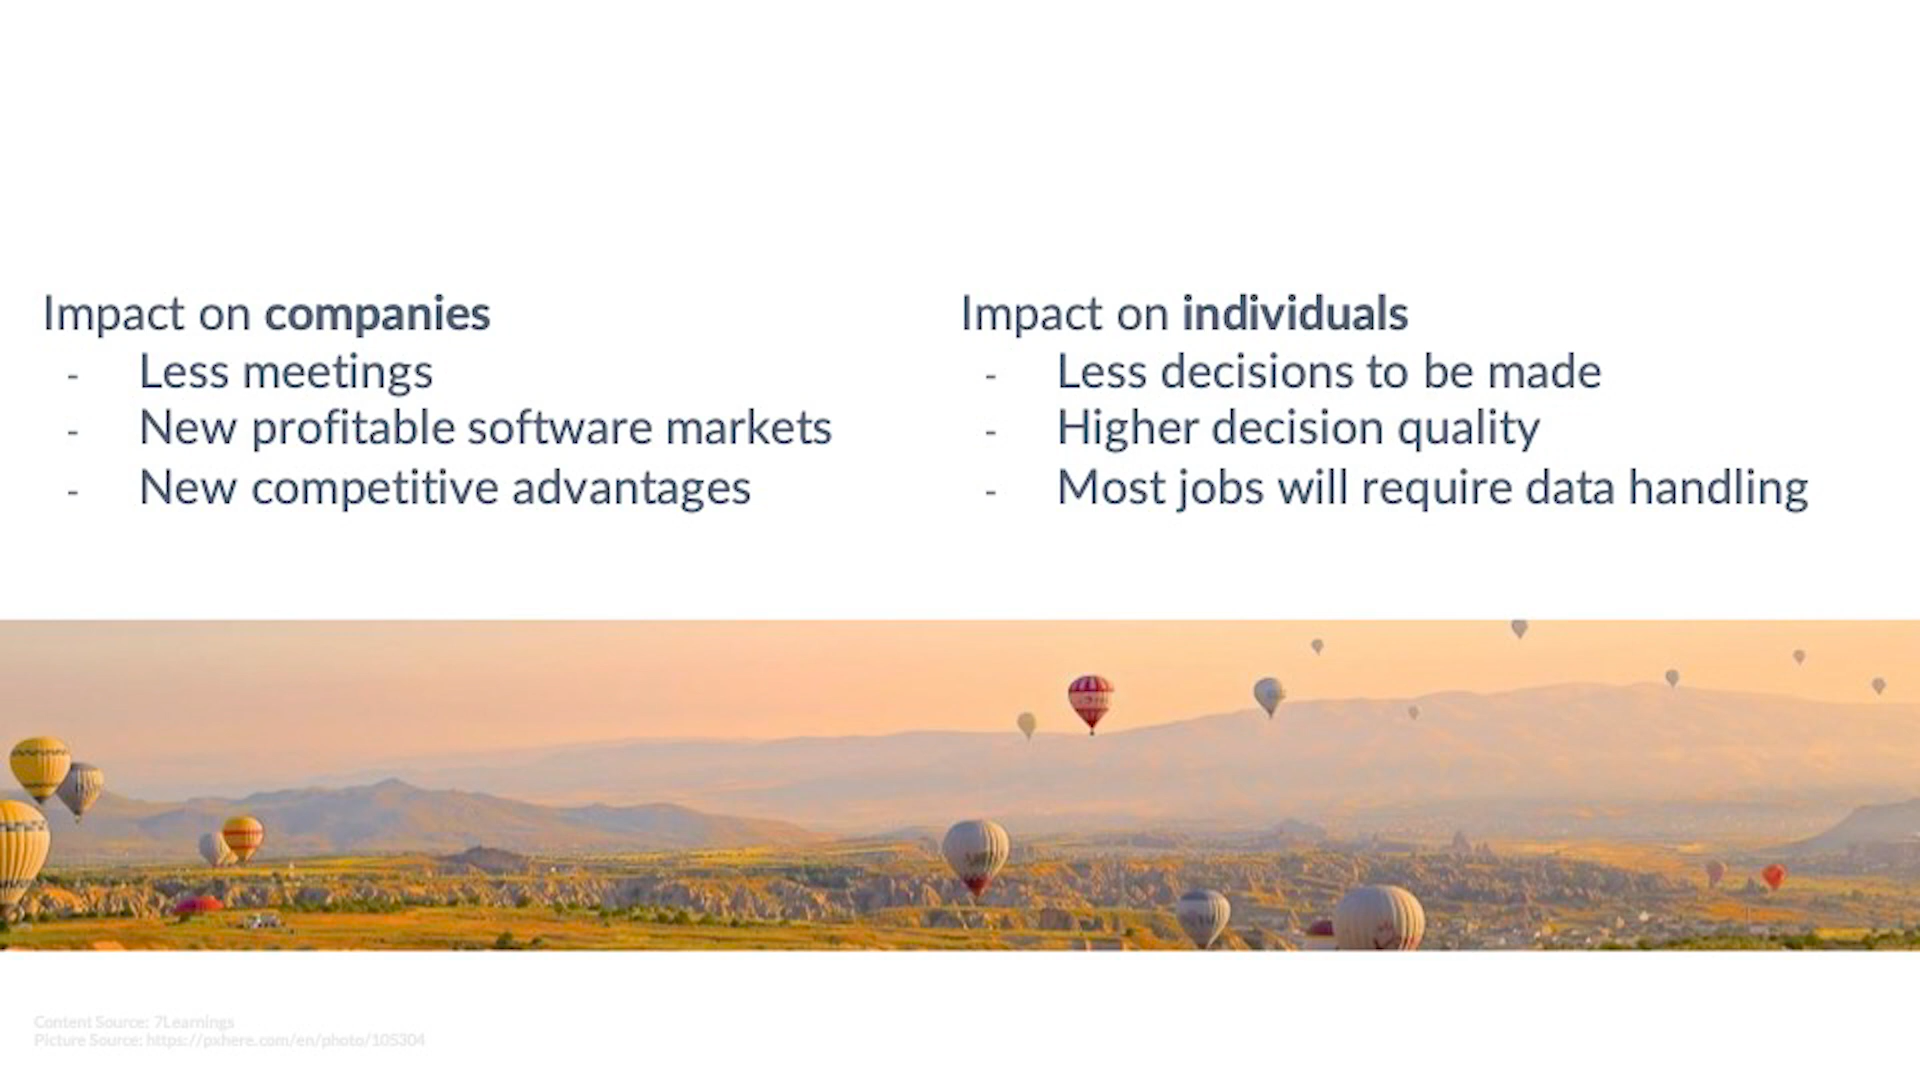 Impact on companies
- Less meetings
- New profitable software markets
- New competitive advantages
Impact on individuals
- Less decisions to be made
- Higher decision quality
- Most jobs will require data handling
Content Source: 7Learnings
Picture Source: https://pxhere.com/en/photo/105304